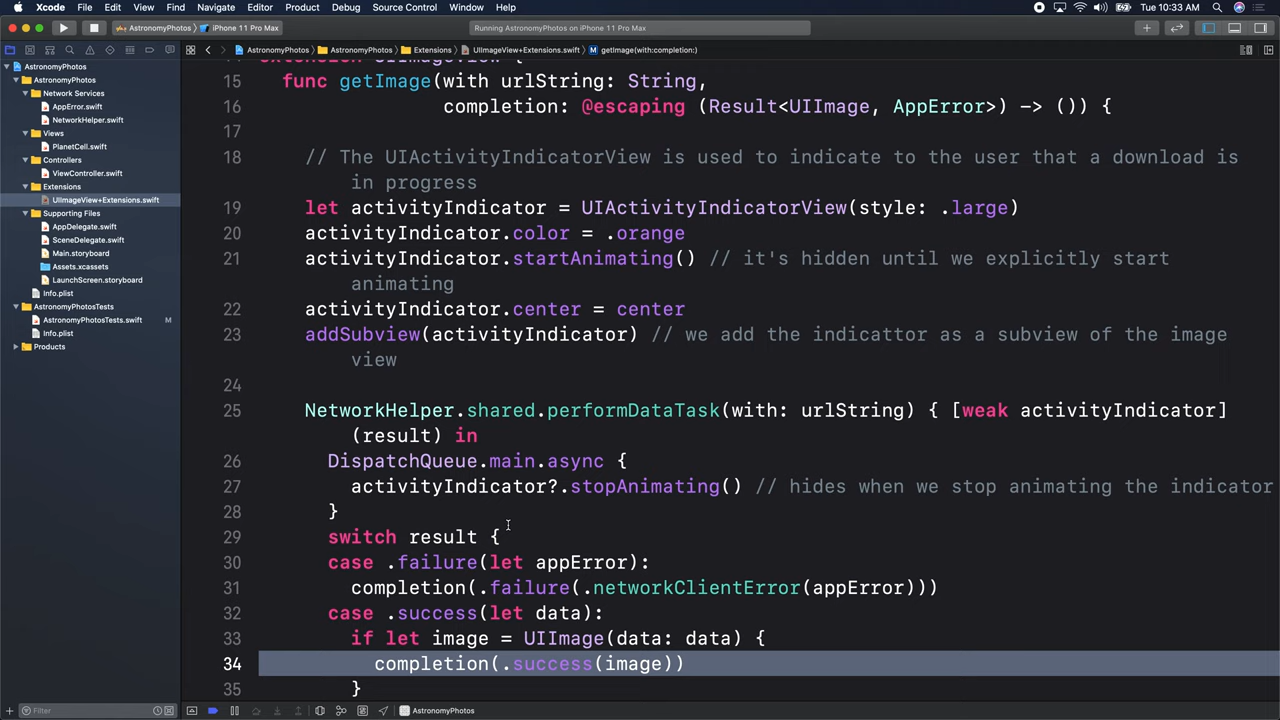 Xcode File Edit View Find Navigate Editor Product Debug Source Control Window Help Tue 10:33 AM
AstronomyPhotos iPhone 11 Pro Max Running AstronomyPhotos on iPhone 11 Pro Max
AstronomyPhotos AstronomyPhotos Extensions UIImageView+Extensions.swift M getImage(with:completion:)
AstronomyPhotos
AstronomyPhotos
Network Services
AppError.swift
NetworkHelper.swift
Views
PlanetCell.swift
Controllers
ViewController.swift
Extensions
UIImageView+Extensions.swift
Supporting Files
AppDelegate.swift
SceneDelegate.swift
Main.storyboard
Assets.xcassets
LaunchScreen.storyboard
Info.plist
AstronomyPhotosTests
AstronomyPhotosTests.swift M
Info.plist
Products
Filter
15 func getImage(with urlString: String,
16 completion: @escaping (Result<UIImage, AppError>) -> ()) {
17
18 // The UIActivityIndicatorView is used to indicate to the user that a download is
in progress
19 let activityIndicator = UIActivityIndicatorView(style: .large)
20 activityIndicator.color = .orange
21 activityIndicator.startAnimating() // it's hidden until we explicitly start
animating
22 activityIndicator.center = center
23 addSubview(activityIndicator) // we add the indicattor as a subview of the image
view
24
25 NetworkHelper.shared.performDataTask(with: urlString) { [weak activityIndicator]
(result) in
26 DispatchQueue.main.async {
27 activityIndicator?.stopAnimating() // hides when we stop animating the indicator
28 }
29 switch result {
30 case .failure(let appError):
31 completion(.failure(.networkClientError(appError)))
32 case .success(let data):
33 if let image = UIImage(data: data) {
34 completion(.success(image))
35 }
AstronomyPhotos